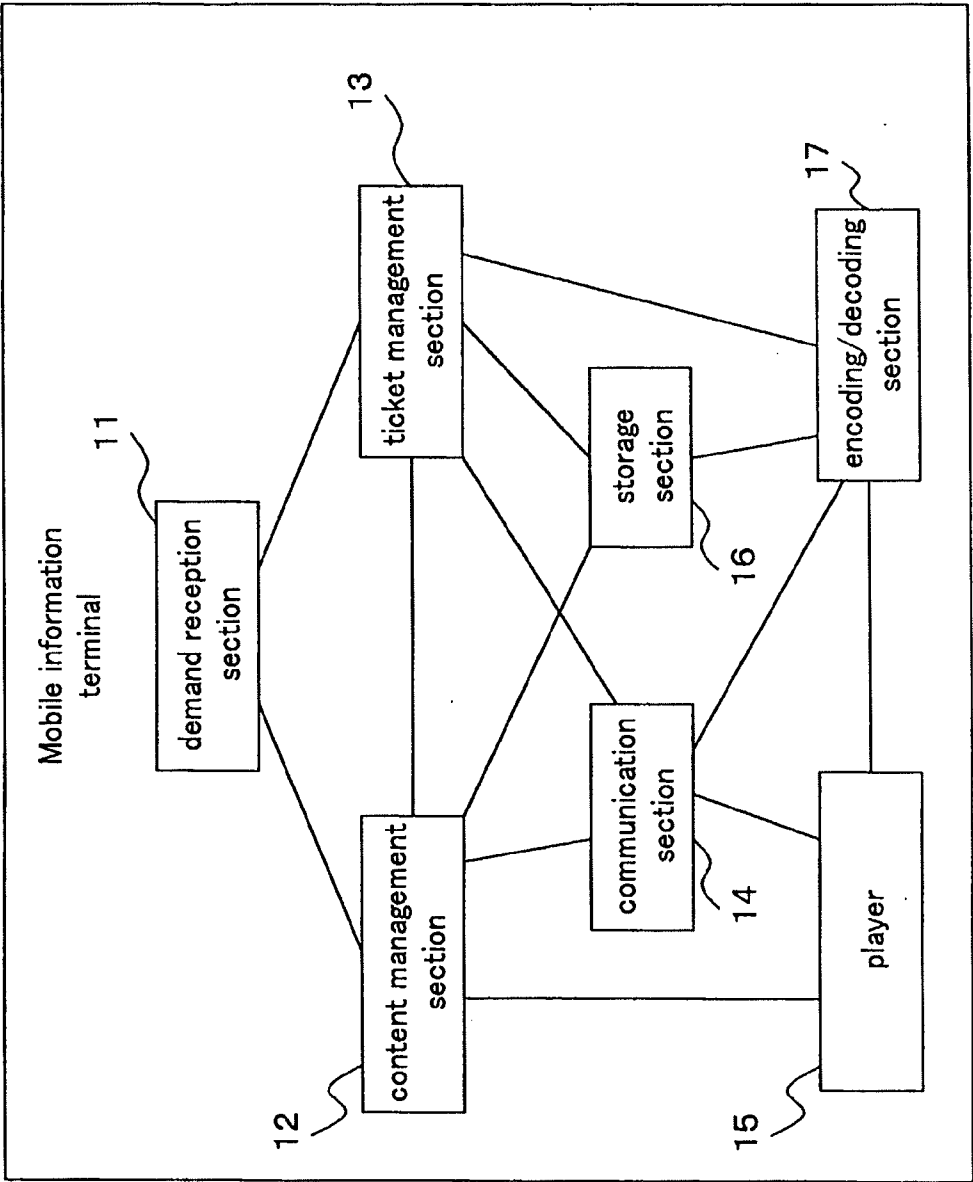 Mobile information
terminal
11
demand reception
section
12
content management
section
13
ticket management
section
14
communication
section
16
storage
section
15
player
17
encoding/decoding
section